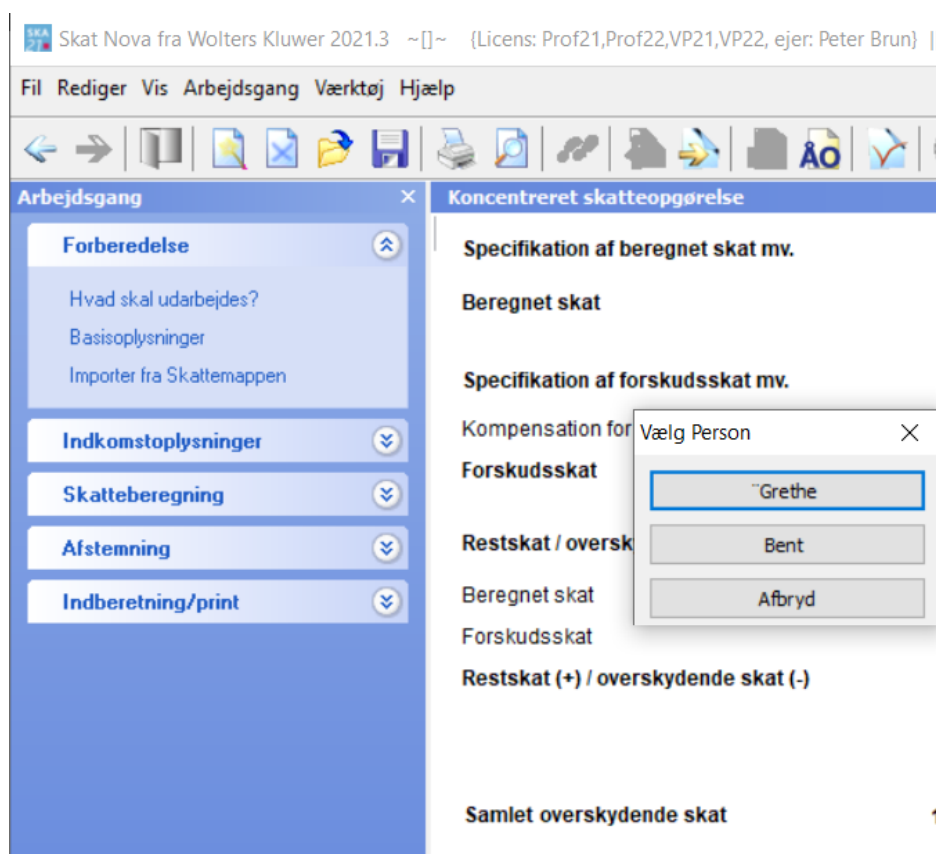 SKA 21 Skat Nova fra Wolters Kluwer 2021.3 ~[]~ {Licens: Prof21,Prof22,VP21,VP22, ejer: Peter Brun} |
Fil Rediger Vis Arbejdsgang Værktøj Hjælp
ÅO
Arbejdsgang
Forberedelse
Hvad skal udarbejdes?
Basisoplysninger
Importer fra Skattemappen
Indkomstoplysninger
Skatteberegning
Afstemning
Indberetning/print
Koncentreret skatteopgørelse
Specifikation af beregnet skat mv.
Beregnet skat
Specifikation af forskudsskat mv.
Kompensation for
Forskudsskat
Restskat / oversk
Beregnet skat
Forskudsskat
Restskat (+) / overskydende skat (-)
Samlet overskydende skat
Vælg Person
¨Grethe
Bent
Afbryd